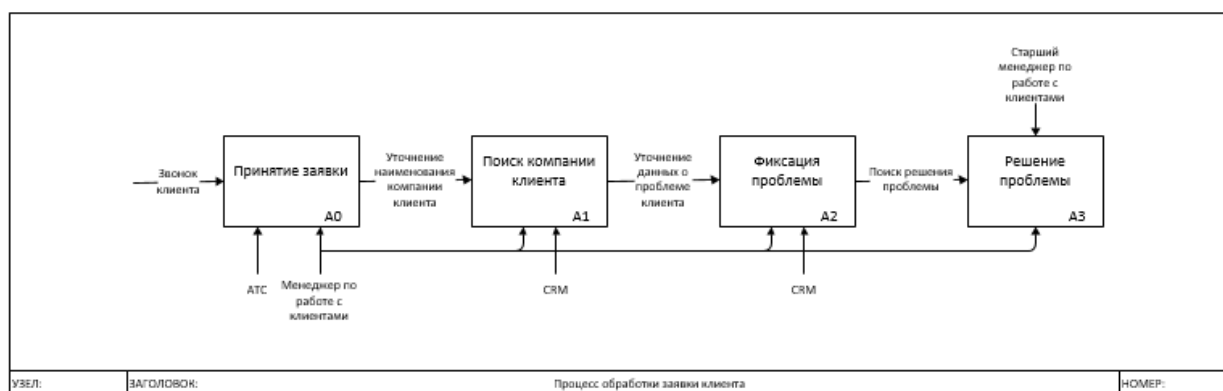 Старший
менеджер по
работе с
клиентами
Звонок
клиента
Принятие заявки
A0
Уточнение
наименования
компании
клиента
Поиск компании
клиента
A1
Уточнение
данных о
проблеме
клиента
Фиксация
проблемы
A2
Поиск решения
проблемы
Решение
проблемы
A3
АТС
Менеджер по
работе с
клиентами
CRM
CRM
УЗЕЛ:
ЗАГОЛОВОК:
Процесс обработки заявки клиента
НОМЕР: